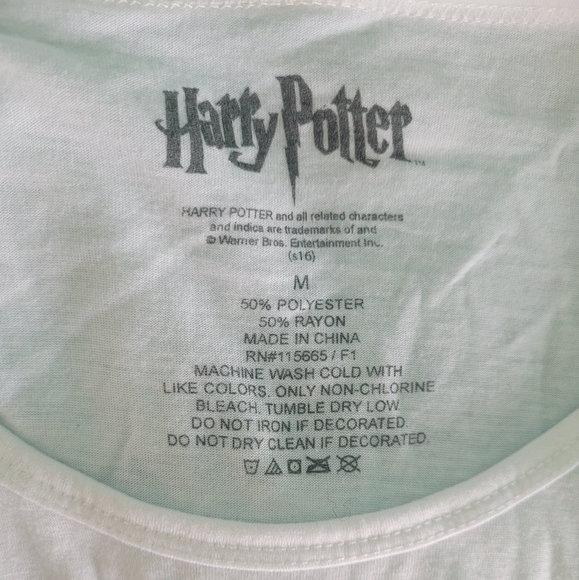 Harry Potter™
HARRY POTTER and all related characters
and indica are trademarks of and
© Warner Bros. Entertainment Inc.
(s16)
M
50% POLYESTER
50% RAYON
MADE IN CHINA
RN#115665 / F1
MACHINE WASH COLD WITH
LIKE COLORS. ONLY NON-CHLORINE
BLEACH. TUMBLE DRY LOW.
DO NOT IRON IF DECORATED.
DO NOT DRY CLEAN IF DECORATED.